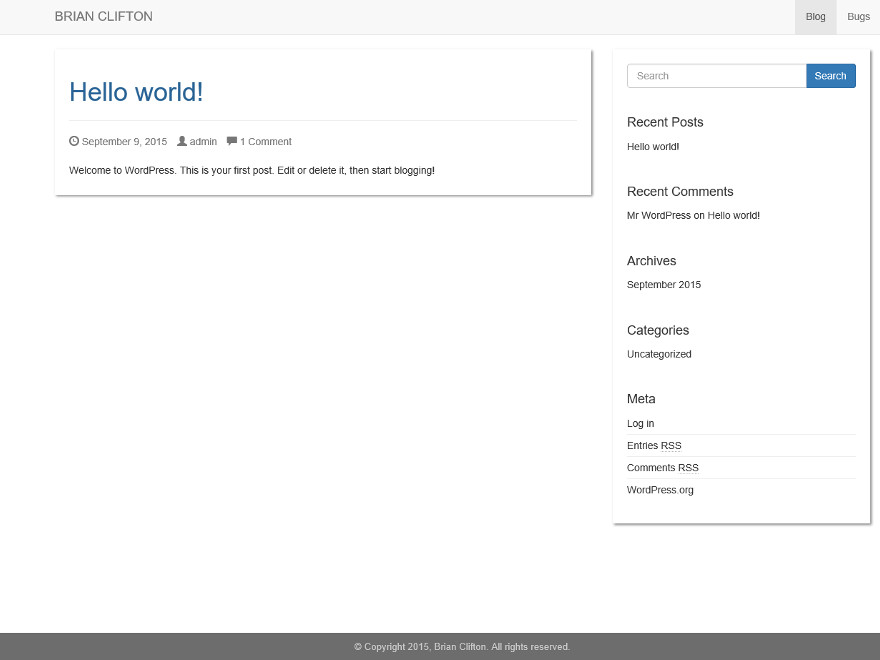 BRIAN CLIFTON
Blog
Bugs
Hello world!
September 9, 2015 admin 1 Comment
Welcome to WordPress. This is your first post. Edit or delete it, then start blogging!
Search Search
Recent Posts
Hello world!
Recent Comments
Mr WordPress on Hello world!
Archives
September 2015
Categories
Uncategorized
Meta
Log in
Entries RSS
Comments RSS
WordPress.org
© Copyright 2015, Brian Clifton. All rights reserved.